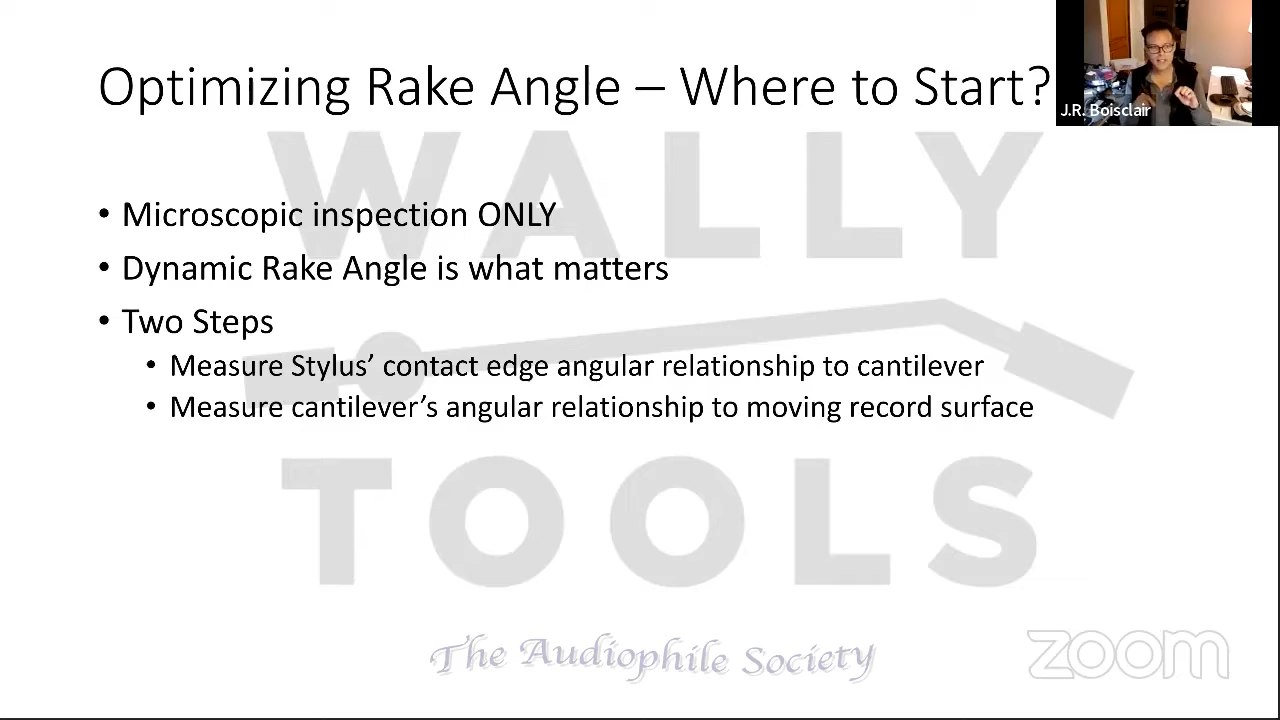 Optimizing Rake Angle – Where to Start?
J.R. Boisclair
WALLY
• Microscopic inspection ONLY
• Dynamic Rake Angle is what matters
• Two Steps
• Measure Stylus’ contact edge angular relationship to cantilever
• Measure cantilever’s angular relationship to moving record surface
TOOLS
The Audiophile Society
zoom